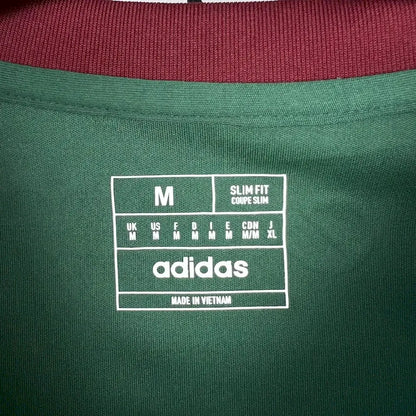 M SLIM FIT
COUPE SLIM
UK US F D I E CDN J
M M M M M M M/M XL
adidas
MADE IN VIETNAM